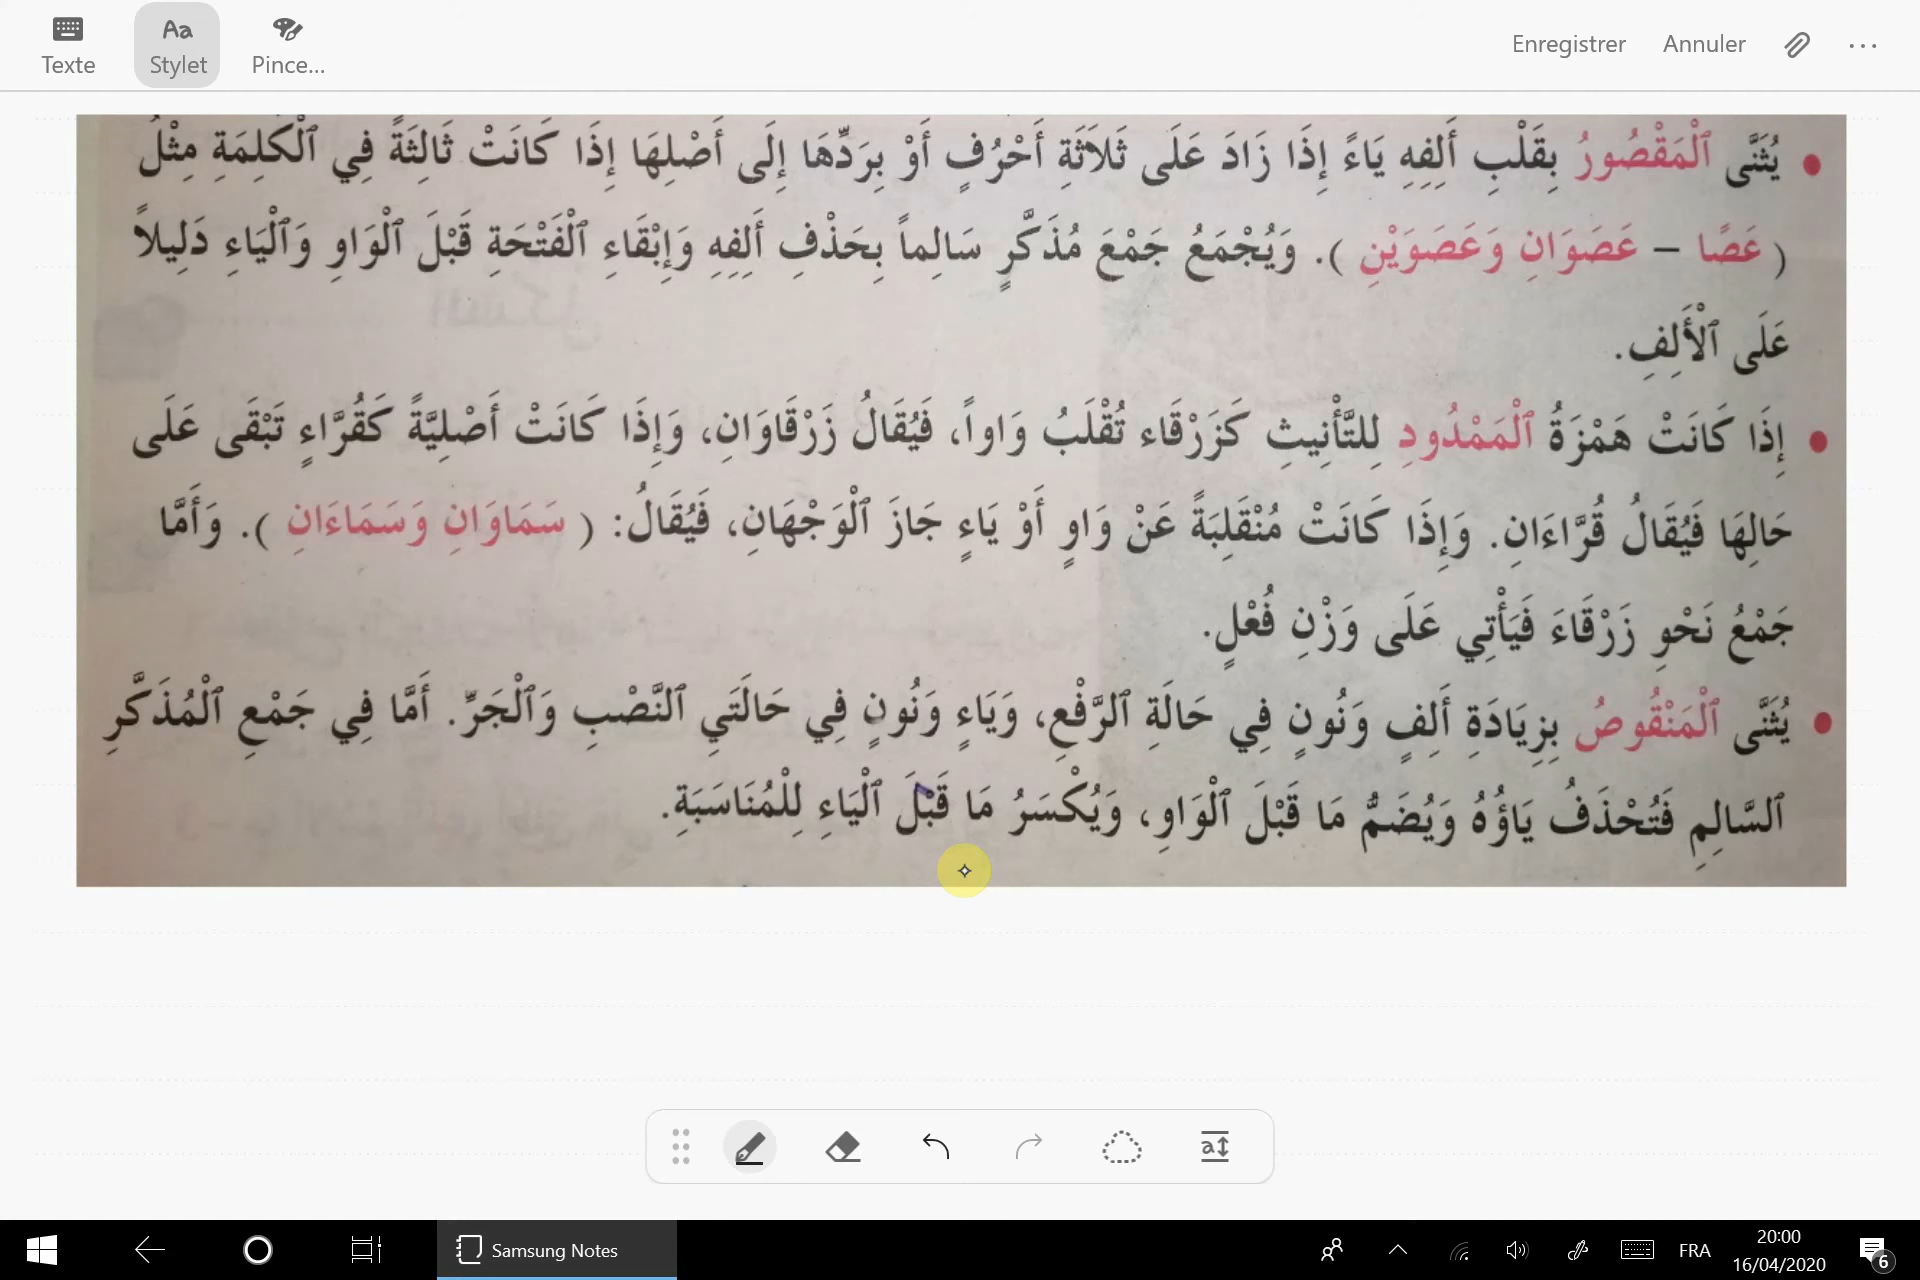 Texte
Stylet
Pince...
Enregistrer
Annuler
يُثَنَّى ٱلْمَقْصُورُ بِقَلْبِ أَلِفِهِ يَاءً إِذَا زَادَ عَلَى ثَلاَثَةِ أَحْرُفٍ أَوْ بِرَدِّهَا إِلَى أَصْلِهَا إِذَا كَانَتْ ثَالِثَةً فِي ٱلْكَلِمَةِ مِثْلُ
( عَصًا – عَصَوَانِ وَعَصَوَيْنِ ). وَيُجْمَعُ جَمْعَ مُذَكَّرٍ سَالِماً بِحَذْفِ أَلِفِهِ وَإِبْقَاءِ ٱلْفَتْحَةِ قَبْلَ ٱلْوَاوِ وَٱلْيَاءِ دَلِيلاً
عَلَى ٱلْأَلِفِ.
إِذَا كَانَتْ هَمْزَةُ ٱلْمَمْدُودِ لِلتَّأْنِيثِ كَزَرْقَاء تُقْلَبُ وَاواً، فَيُقَالُ زَرْقَاوَانِ، وَإِذَا كَانَتْ أَصْلِيَّةً كَقُرَّاءٍ تَبْقَى عَلَى
حَالِهَا فَيُقَالُ قُرَّاءَانِ. وَإِذَا كَانَتْ مُنْقَلِبَةً عَنْ وَاوٍ أَوْ يَاءٍ جَازَ ٱلْوَجْهَانِ، فَيُقَالُ: ( سَمَاوَانِ وَسَمَاءَانِ ). وَأَمَّا
جَمْعُ نَحْوِ زَرْقَاءَ فَيَأْتِي عَلَى وَزْنِ فُعْلٍ.
يُثَنَّى ٱلْمَنْقُوصُ بِزِيَادَةِ أَلِفٍ وَنُونٍ فِي حَالَةِ ٱلرَّفْعِ، وَيَاءٍ وَنُونٍ فِي حَالَتَيِ ٱلنَّصْبِ وَٱلْجَرِّ. أَمَّا فِي جَمْعِ ٱلْمُذَكَّرِ
ٱلسَّالِمِ فَتُحْذَفُ يَاؤُهُ وَيُضَمُّ مَا قَبْلَ ٱلْوَاوِ، وَيُكْسَرُ مَا قَبْلَ ٱلْيَاءِ لِلْمُنَاسَبَةِ.
Samsung Notes
FRA
20:00
16/04/2020
6